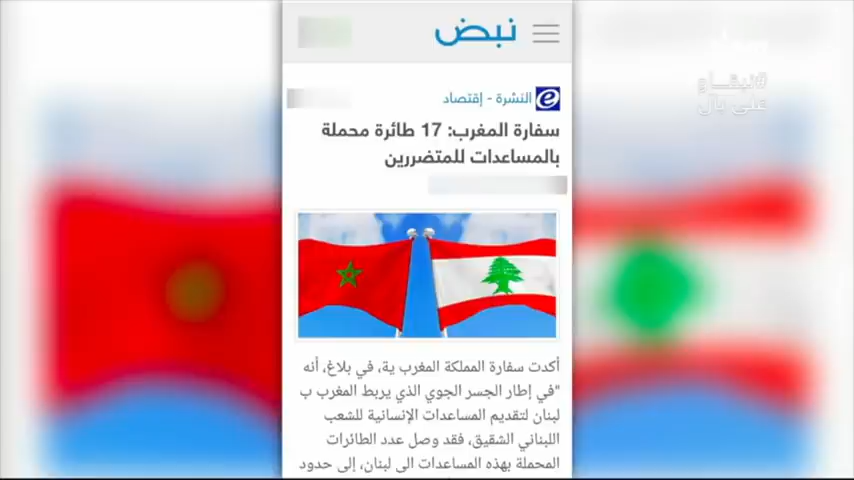 نبض
النشرة - إقتصاد
سفارة المغرب: 17 طائرة محملة
بالمساعدات للمتضررين
أكدت سفارة المملكة المغرب ية، في بلاغ، أنه
"في إطار الجسر الجوي الذي يربط المغرب ب
لبنان لتقديم المساعدات الإنسانية للشعب
اللبناني الشقيق، فقد وصل عدد الطائرات
المحملة بهذه المساعدات الى لبنان، إلى حدود
على بال